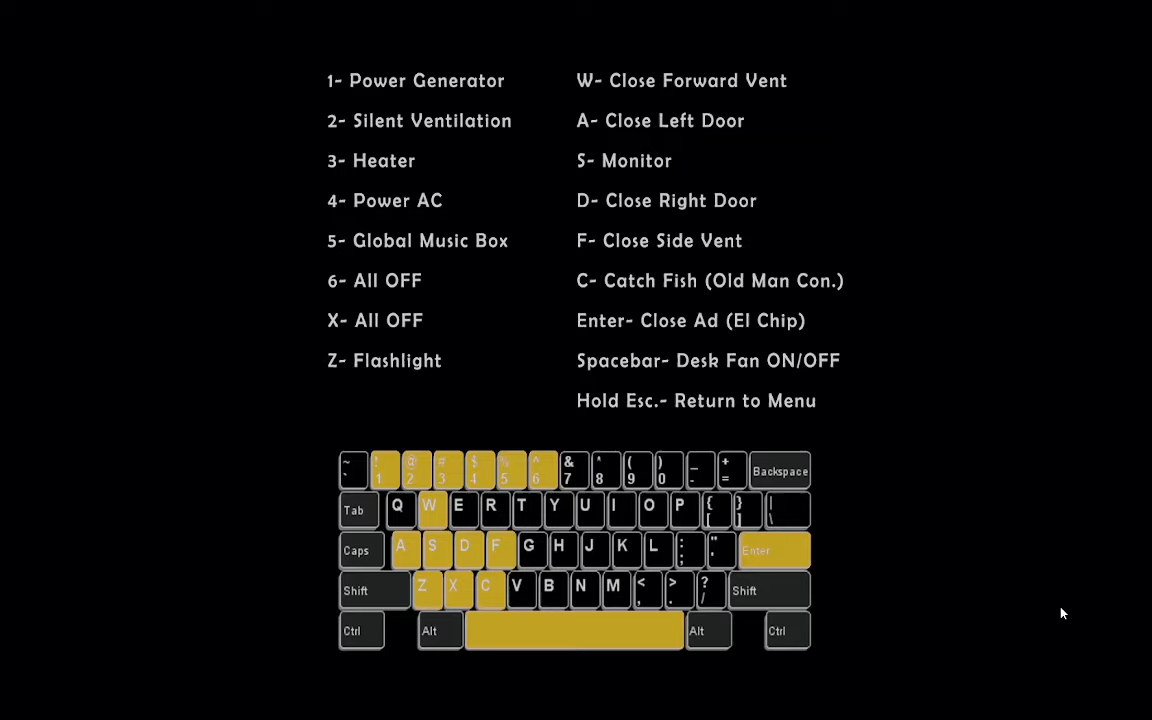 1- Power Generator
2- Silent Ventilation
3- Heater
4- Power AC
5- Global Music Box
6- All OFF
X- All OFF
Z- Flashlight
W- Close Forward Vent
A- Close Left Door
S- Monitor
D- Close Right Door
F- Close Side Vent
C- Catch Fish (Old Man Con.)
Enter- Close Ad (El Chip)
Spacebar- Desk Fan ON/OFF
Hold Esc.- Return to Menu
~ ` ! 1 @ 2 # 3 $ 4 % 5 ^ 6 & 7 * 8 ( 9 ) 0 _ - + = Backspace
Tab Q W E R T Y U I O P { [ } ] | \
Caps A S D F G H J K L : ; " ' Enter
Shift Z X C V B N M < , > . ? / Shift
Ctrl Alt Alt Ctrl